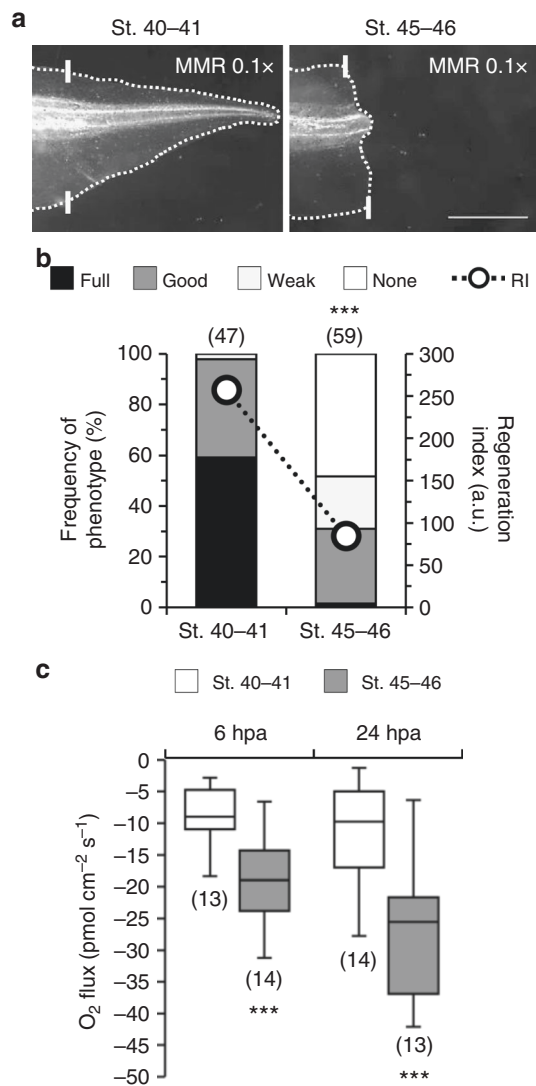 a
St. 40–41 St. 45–46
MMR 0.1× MMR 0.1×
b
Full Good Weak None RI
***
(47) (59)
100 300
250
80
200
60
150
40
100
20
50
0 0
Frequency of
phenotype (%)
Regeneration
index (a.u.)
St. 40–41 St. 45–46
c
St. 40–41 St. 45–46
6 hpa 24 hpa
0
–5
–10
–15
–20
–25
–30
–35
–40
–45
–50
O₂ flux (pmol cm⁻² s⁻¹)
(13)
(14)
***
(14)
(13)
***